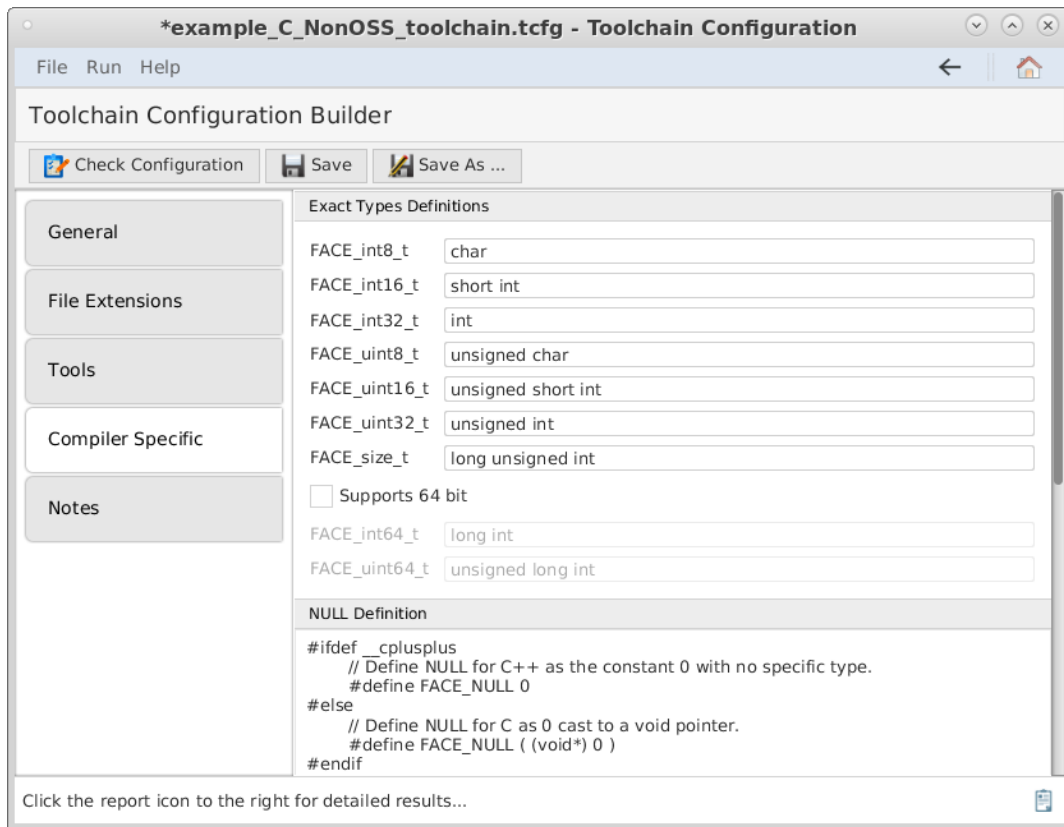 *example_C_NonOSS_toolchain.tcfg - Toolchain Configuration
File Run Help
Toolchain Configuration Builder
Check Configuration Save Save As ...
General
File Extensions
Tools
Compiler Specific
Notes
Exact Types Definitions
FACE_int8_t char
FACE_int16_t short int
FACE_int32_t int
FACE_uint8_t unsigned char
FACE_uint16_t unsigned short int
FACE_uint32_t unsigned int
FACE_size_t long unsigned int
Supports 64 bit
FACE_int64_t long int
FACE_uint64_t unsigned long int
NULL Definition
#ifdef __cplusplus
// Define NULL for C++ as the constant 0 with no specific type.
#define FACE_NULL 0
#else
// Define NULL for C as 0 cast to a void pointer.
#define FACE_NULL ( (void*) 0 )
#endif
Click the report icon to the right for detailed results...